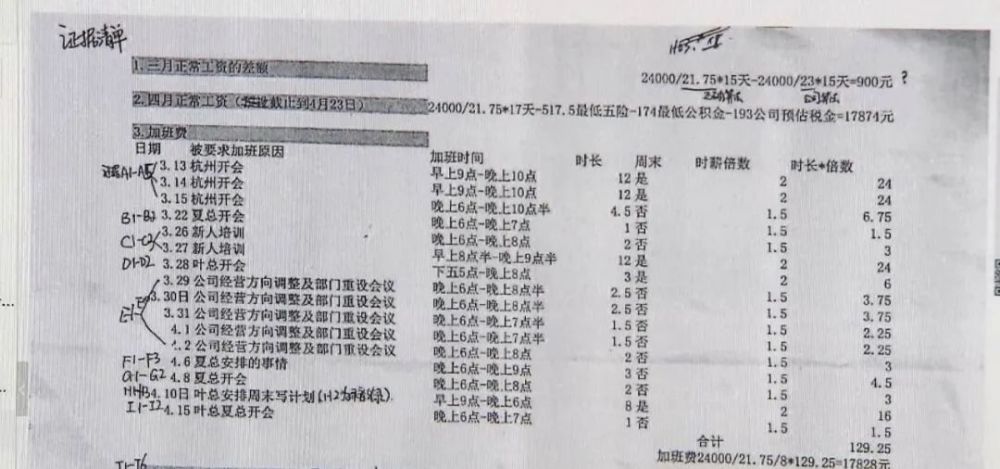 证据清单
1. 三月正常工资的差额
24000/21.75*15天-24000/23*15天=900元 ?
2. 四月正常工资（假设截止到4月23日） 24000/21.75*17天-517.5最低五险-174最低公积金-193公司预估税金=17874元
3. 加班费
日期 被要求加班原因 加班时间 时长 周末 时薪倍数 时长*倍数
证据A1-A5 3.13 杭州开会 早上9点-晚上10点 12 是 2 24
3.14 杭州开会 早上9点-晚上10点 12 是 2 24
3.15 杭州开会 晚上6点-晚上10点半 4.5 否 1.5 6.75
B1-B2 3.22 夏总开会 晚上6点-晚上7点 1 否 1.5 1.5
3.26 新人培训 晚上6点-晚上8点 2 否 1.5 3
3.27 新人培训 早上8点半-晚上9点半 12 是 2 24
D1-D2 3.28 叶总开会 下五5点-晚上8点 3 是 2 6
3.29 公司经营方向调整及部门重设会议 晚上6点-晚上8点半 2.5 否 1.5 3.75
3.30日 公司经营方向调整及部门重设会议 晚上6点-晚上8点半 2.5 否 1.5 3.75
3.31 公司经营方向调整及部门重设会议 晚上6点-晚上7点半 1.5 否 1.5 2.25
4.1 公司经营方向调整及部门重设会议 晚上6点-晚上7点半 1.5 否 1.5 2.25
4.2 公司经营方向调整及部门重设会议 晚上6点-晚上8点 2 否 1.5 3
F1-F3 4.6 夏总安排的事情 晚上6点-晚上9点 3 否 1.5 4.5
G1-G2 4.8 夏总开会 晚上6点-晚上8点 2 否 1.5 3
4.10日 叶总安排周末写计划 早上9点-晚上6点 8 是 2 16
I1-I2 4.15 叶总夏总开会 晚上6点-晚上7点 1 否 1.5 1.5
合计 129.25
加班费24000/21.75/8*129.25=17828元